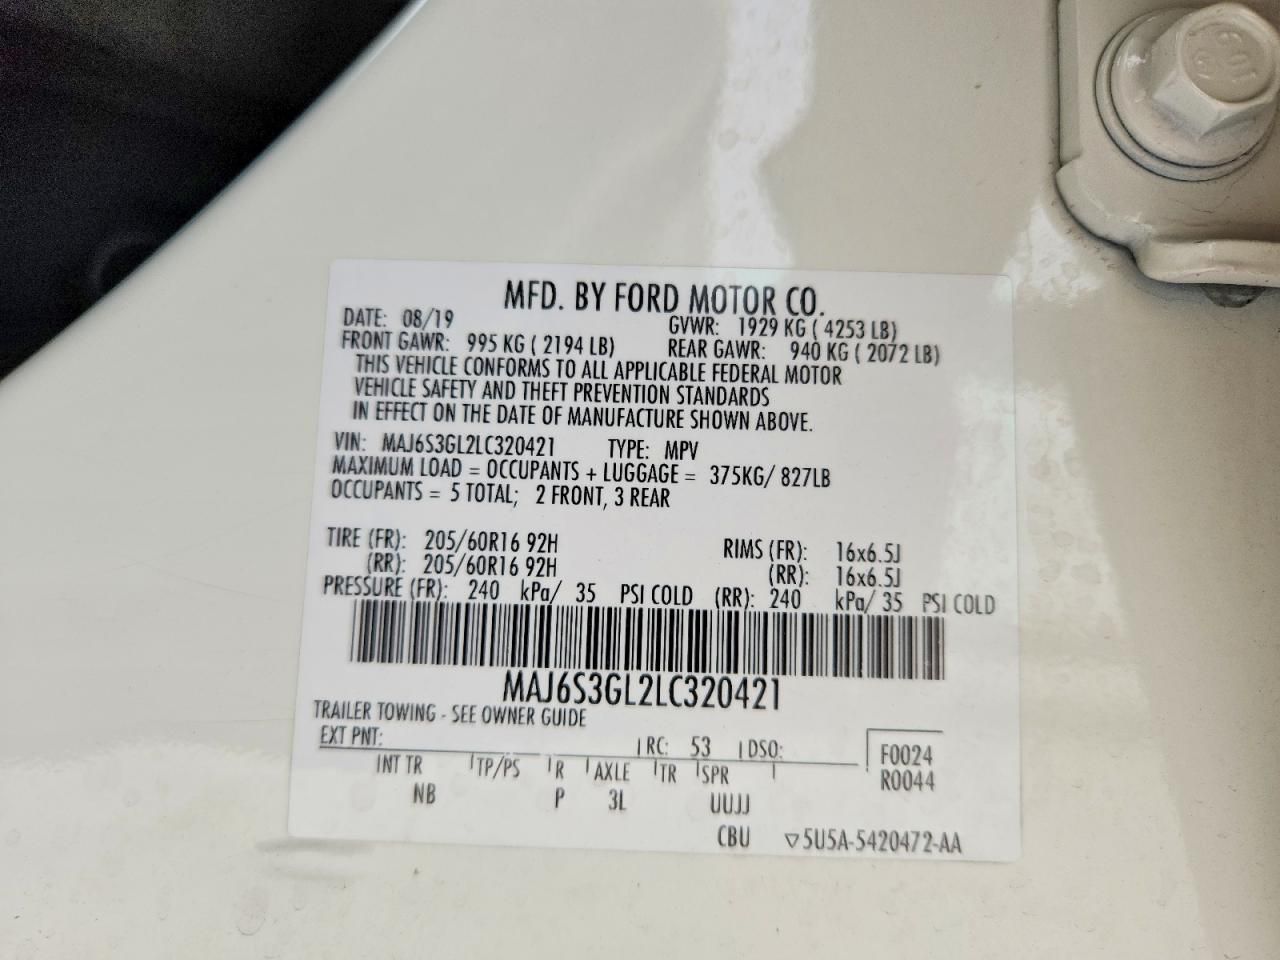 MFD. BY FORD MOTOR CO.
DATE: 08/19 GVWR: 1929 KG ( 4253 LB)
FRONT GAWR: 995 KG ( 2194 LB) REAR GAWR: 940 KG ( 2072 LB)
THIS VEHICLE CONFORMS TO ALL APPLICABLE FEDERAL MOTOR
VEHICLE SAFETY AND THEFT PREVENTION STANDARDS
IN EFFECT ON THE DATE OF MANUFACTURE SHOWN ABOVE.
VIN: MAJ6S3GL2LC320421 TYPE: MPV
MAXIMUM LOAD = OCCUPANTS + LUGGAGE = 375KG/ 827LB
OCCUPANTS = 5 TOTAL; 2 FRONT, 3 REAR
TIRE (FR): 205/60R16 92H RIMS (FR): 16x6.5J
(RR): 205/60R16 92H (RR): 16x6.5J
PRESSURE (FR): 240 kPa/ 35 PSI COLD (RR): 240 kPa/ 35 PSI COLD
MAJ6S3GL2LC320421
TRAILER TOWING - SEE OWNER GUIDE
EXT PNT: RC: 53 DSO: F0024
INT TR TP/PS R AXLE TR SPR R0044
NB P 3L UUJJ
CBU ▽5U5A-5420472-AA